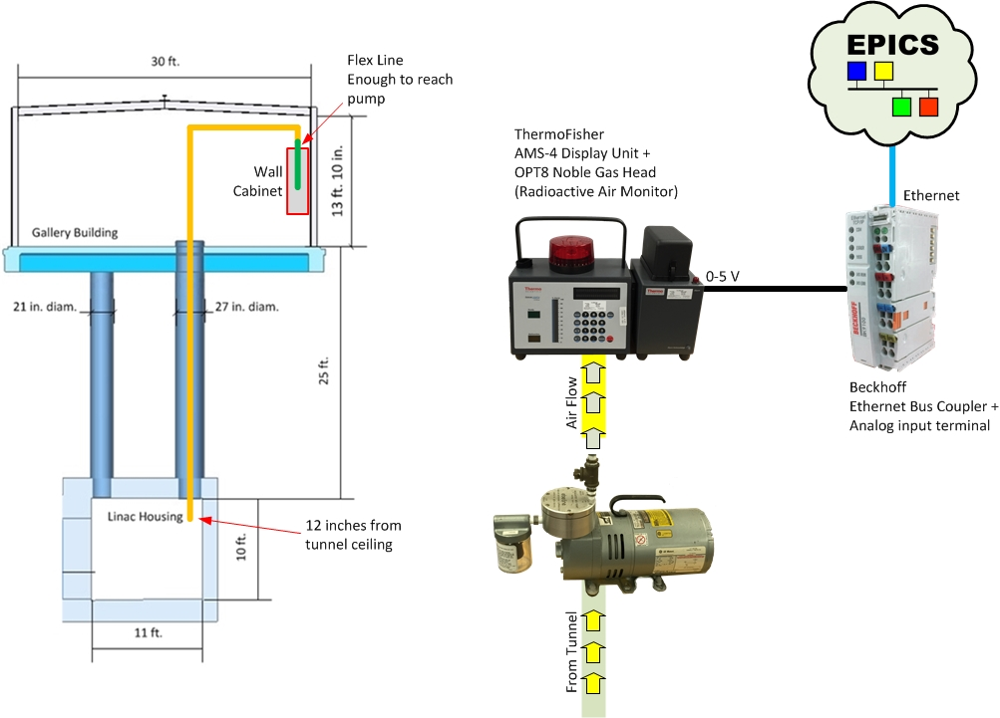 30 ft.
Flex Line
Enough to reach
pump
Wall
Cabinet
13 ft. 10 in.
Gallery Building
21 in. diam.
27 in. diam.
25 ft.
Linac Housing
12 inches from
tunnel ceiling
10 ft.
11 ft.
EPICS
ThermoFisher
AMS-4 Display Unit +
OPT8 Noble Gas Head
(Radioactive Air Monitor)
Ethernet
0-5 V
Thermo
BECKHOFF
Beckhoff
Ethernet Bus Coupler +
Analog input terminal
Air Flow
From Tunnel